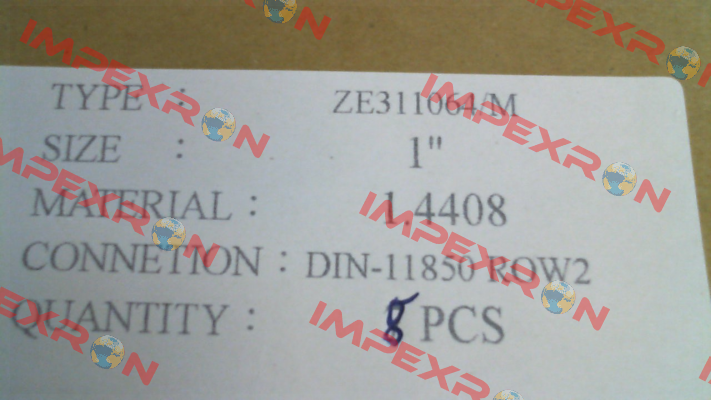 TYPE : ZE311064/M
SIZE : 1"
MATERIAL : 1.4408
CONNETION : DIN-11850 ROW2
QUANTITY : 8 PCS
IMPEXRON